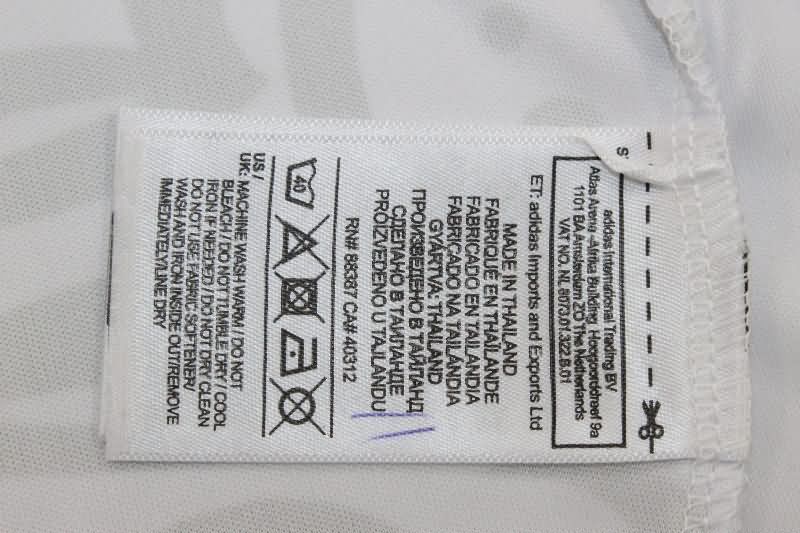 adidas International Trading BV
Atlas Arena -Afrika Building, Hoogoorddreef 9a
1101 BA Amsterdam ZO The Netherlands
VAT NO. NL 8073.01.322.B.01
ET: adidas Imports and Exports Ltd
MADE IN THAILAND
FABRIQUÉ EN THAÏLANDE
FABRICADO EN TAILANDIA
FABRICADO NA TAILÂNDIA
GYÁRTVA: THAILAND
ПРОИЗВЕДЕНО В ТАЙЛАНД
СДЕЛАНО В ТАИЛАНДЕ
PROIZVEDENO U TAJLANDU
RN# 88387 CA# 40312
40
US /
UK: MACHINE WASH WARM / DO NOT
BLEACH / DO NOT TUMBLE DRY / COOL
IRON IF NEEDED / DO NOT DRY CLEAN
DO NOT USE FABRIC SOFTENER/
WASH AND IRON INSIDE OUT/REMOVE
IMMEDIATELY/LINE DRY